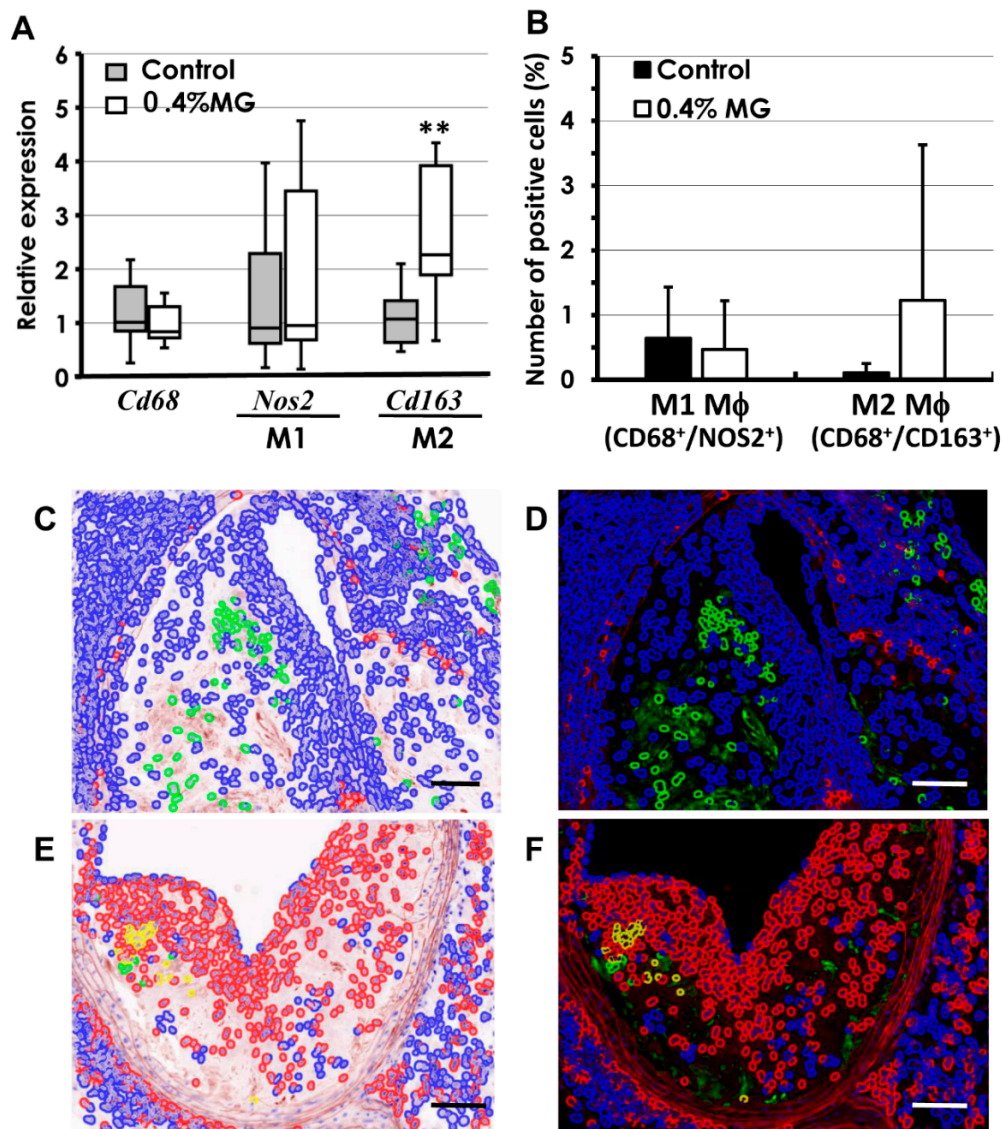 A
Relative expression
6
5
4
3
2
1
0
Control
0 .4%MG
**
Cd68
Nos2
Cd163
M1
M2
B
Number of positive cells (%)
5
4
3
2
1
0
Control
0.4% MG
M1 Mϕ
(CD68⁺/NOS2⁺)
M2 Mϕ
(CD68⁺/CD163⁺)
C
D
E
F